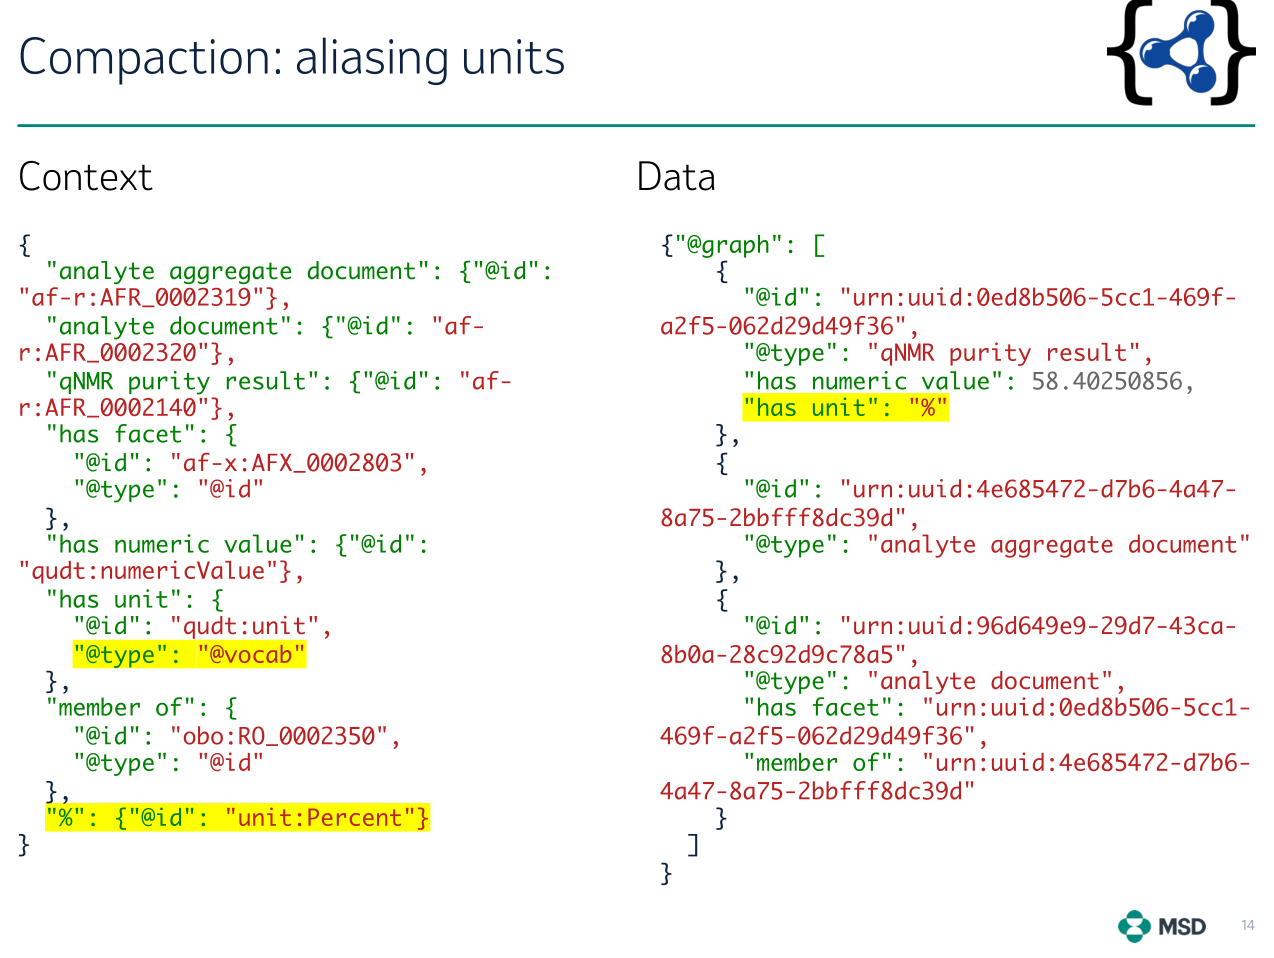 Compaction: aliasing units
Context
{
  "analyte aggregate document": {"@id":
"af-r:AFR_0002319"},
  "analyte document": {"@id": "af-
r:AFR_0002320"},
  "qNMR purity result": {"@id": "af-
r:AFR_0002140"},
  "has facet": {
    "@id": "af-x:AFX_0002803",
    "@type": "@id"
  },
  "has numeric value": {"@id":
"qudt:numericValue"},
  "has unit": {
    "@id": "qudt:unit",
    "@type": "@vocab"
  },
  "member of": {
    "@id": "obo:RO_0002350",
    "@type": "@id"
  },
  "%": {"@id": "unit:Percent"}
}
Data
{"@graph": [
    {
      "@id": "urn:uuid:0ed8b506-5cc1-469f-
a2f5-062d29d49f36",
      "@type": "qNMR purity result",
      "has numeric value": 58.40250856,
      "has unit": "%"
    },
    {
      "@id": "urn:uuid:4e685472-d7b6-4a47-
8a75-2bbfff8dc39d",
      "@type": "analyte aggregate document"
    },
    {
      "@id": "urn:uuid:96d649e9-29d7-43ca-
8b0a-28c92d9c78a5",
      "@type": "analyte document",
      "has facet": "urn:uuid:0ed8b506-5cc1-
469f-a2f5-062d29d49f36",
      "member of": "urn:uuid:4e685472-d7b6-
4a47-8a75-2bbfff8dc39d"
    }
  ]
}
MSD
14